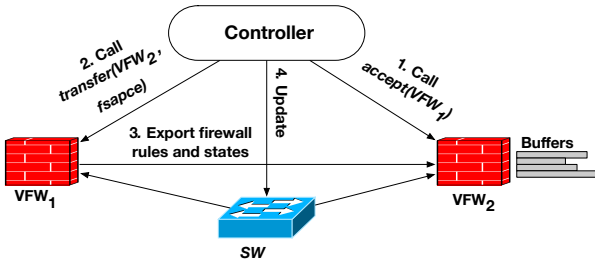 Controller
2. Call
transfer(VFW2,
fsapce)
4. Update
1. Call
accept(VFW1)
3. Export firewall
rules and states
Buffers
VFW1
VFW2
SW